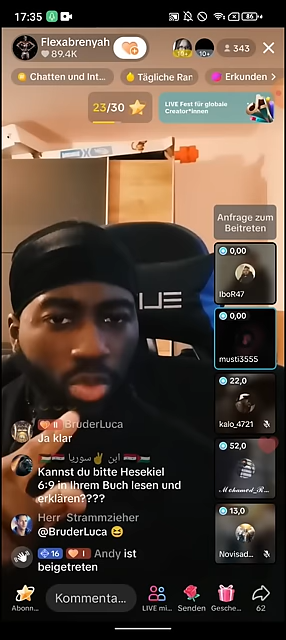 17:35
86
Flexabrenyah
89.4K
10+
343
Chatten und Int...
Tägliche Ran
Erkunden >
23/30
LIVE Fest für globale
Creator*innen
Anfrage zum
Beitreten
0,00
IboR47
0,00
musti3555
22,0
kalo_4721
52,0
Mohamed_R...
13,0
Novisad...
BruderLuca
Ja klar
ابن سوريا
Kannst du bitte Hesekiel
6:9 in Ihrem Buch lesen und
erklären????
Herr Strammzieher
@BruderLuca
16 I Andy ist
beigetreten
Abonn...
Kommenta...
LIVE mi...
Senden
Gesche...
62